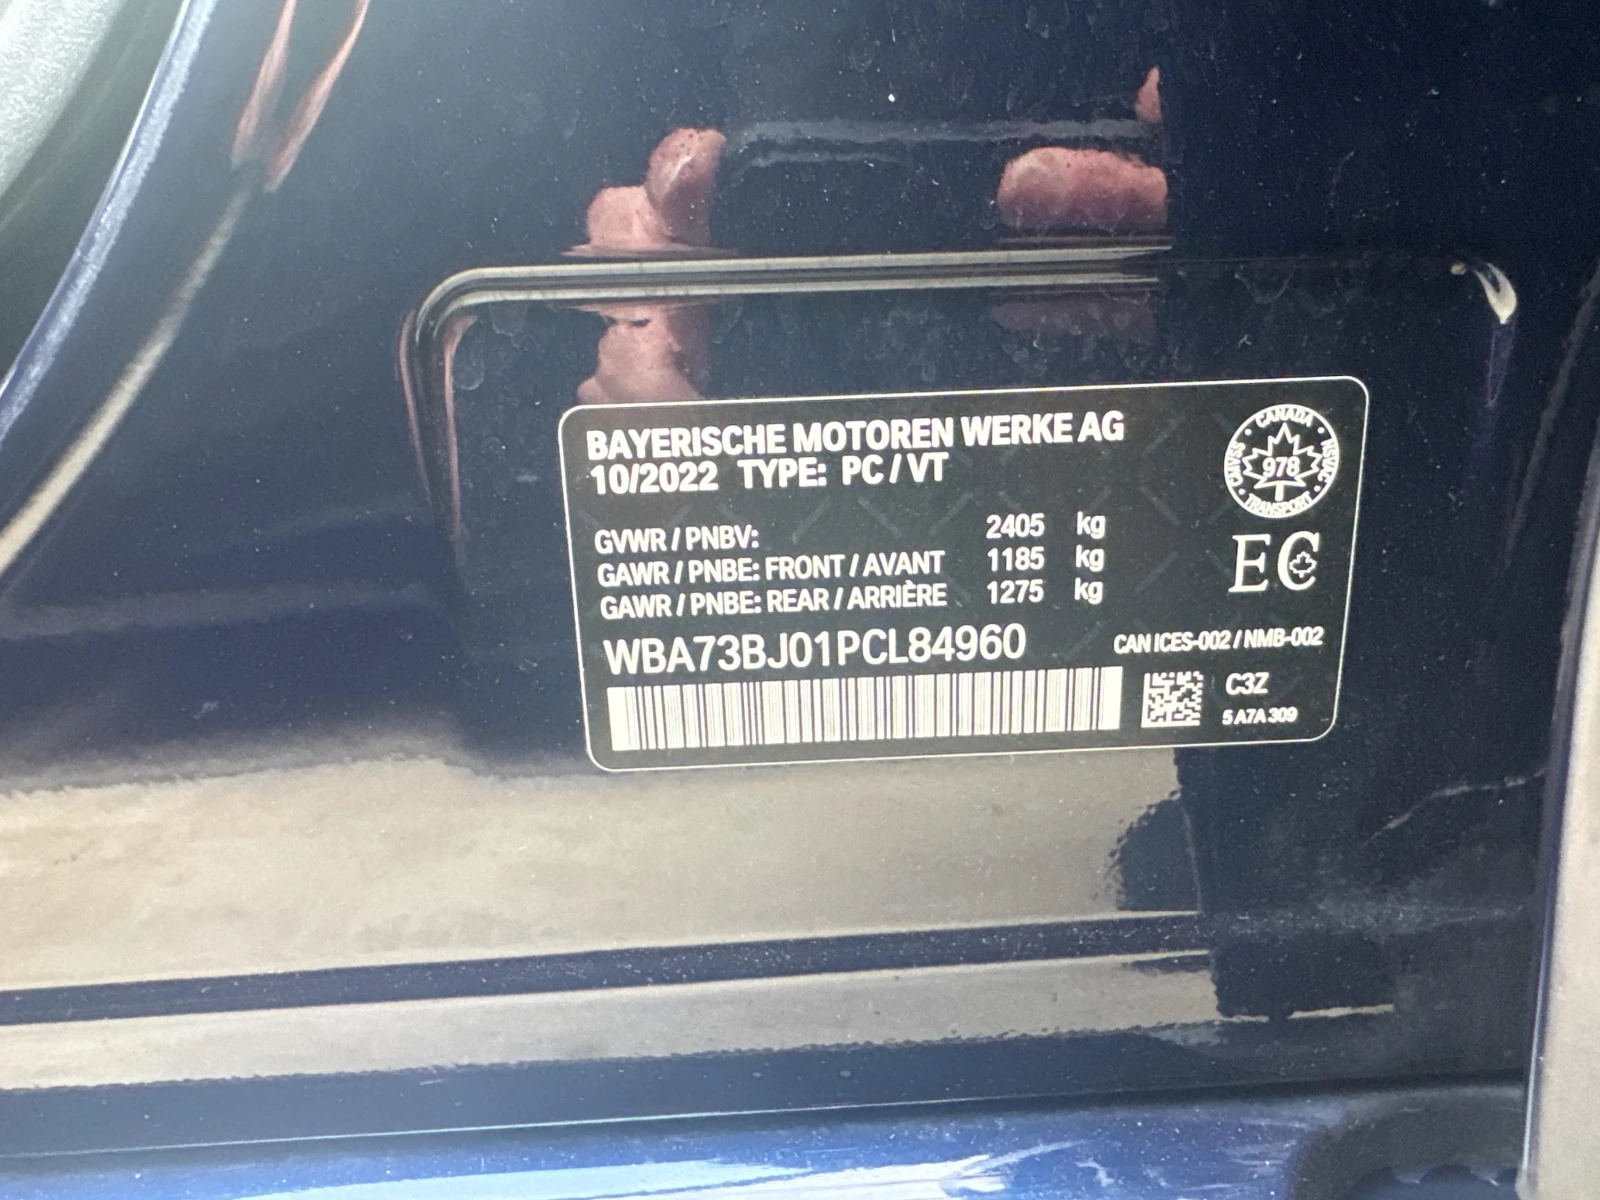 BAYERISCHE MOTOREN WERKE AG
10/2022 TYPE: PC / VT
CANADA
CMVSS 978 NSVAC
TRANSPORT
GVWR / PNBV: 2405 kg
GAWR / PNBE: FRONT / AVANT 1185 kg
GAWR / PNBE: REAR / ARRIÈRE 1275 kg
EC
WBA73BJ01PCL84960
CAN ICES-002 / NMB-002
C3Z
5 A7A 309